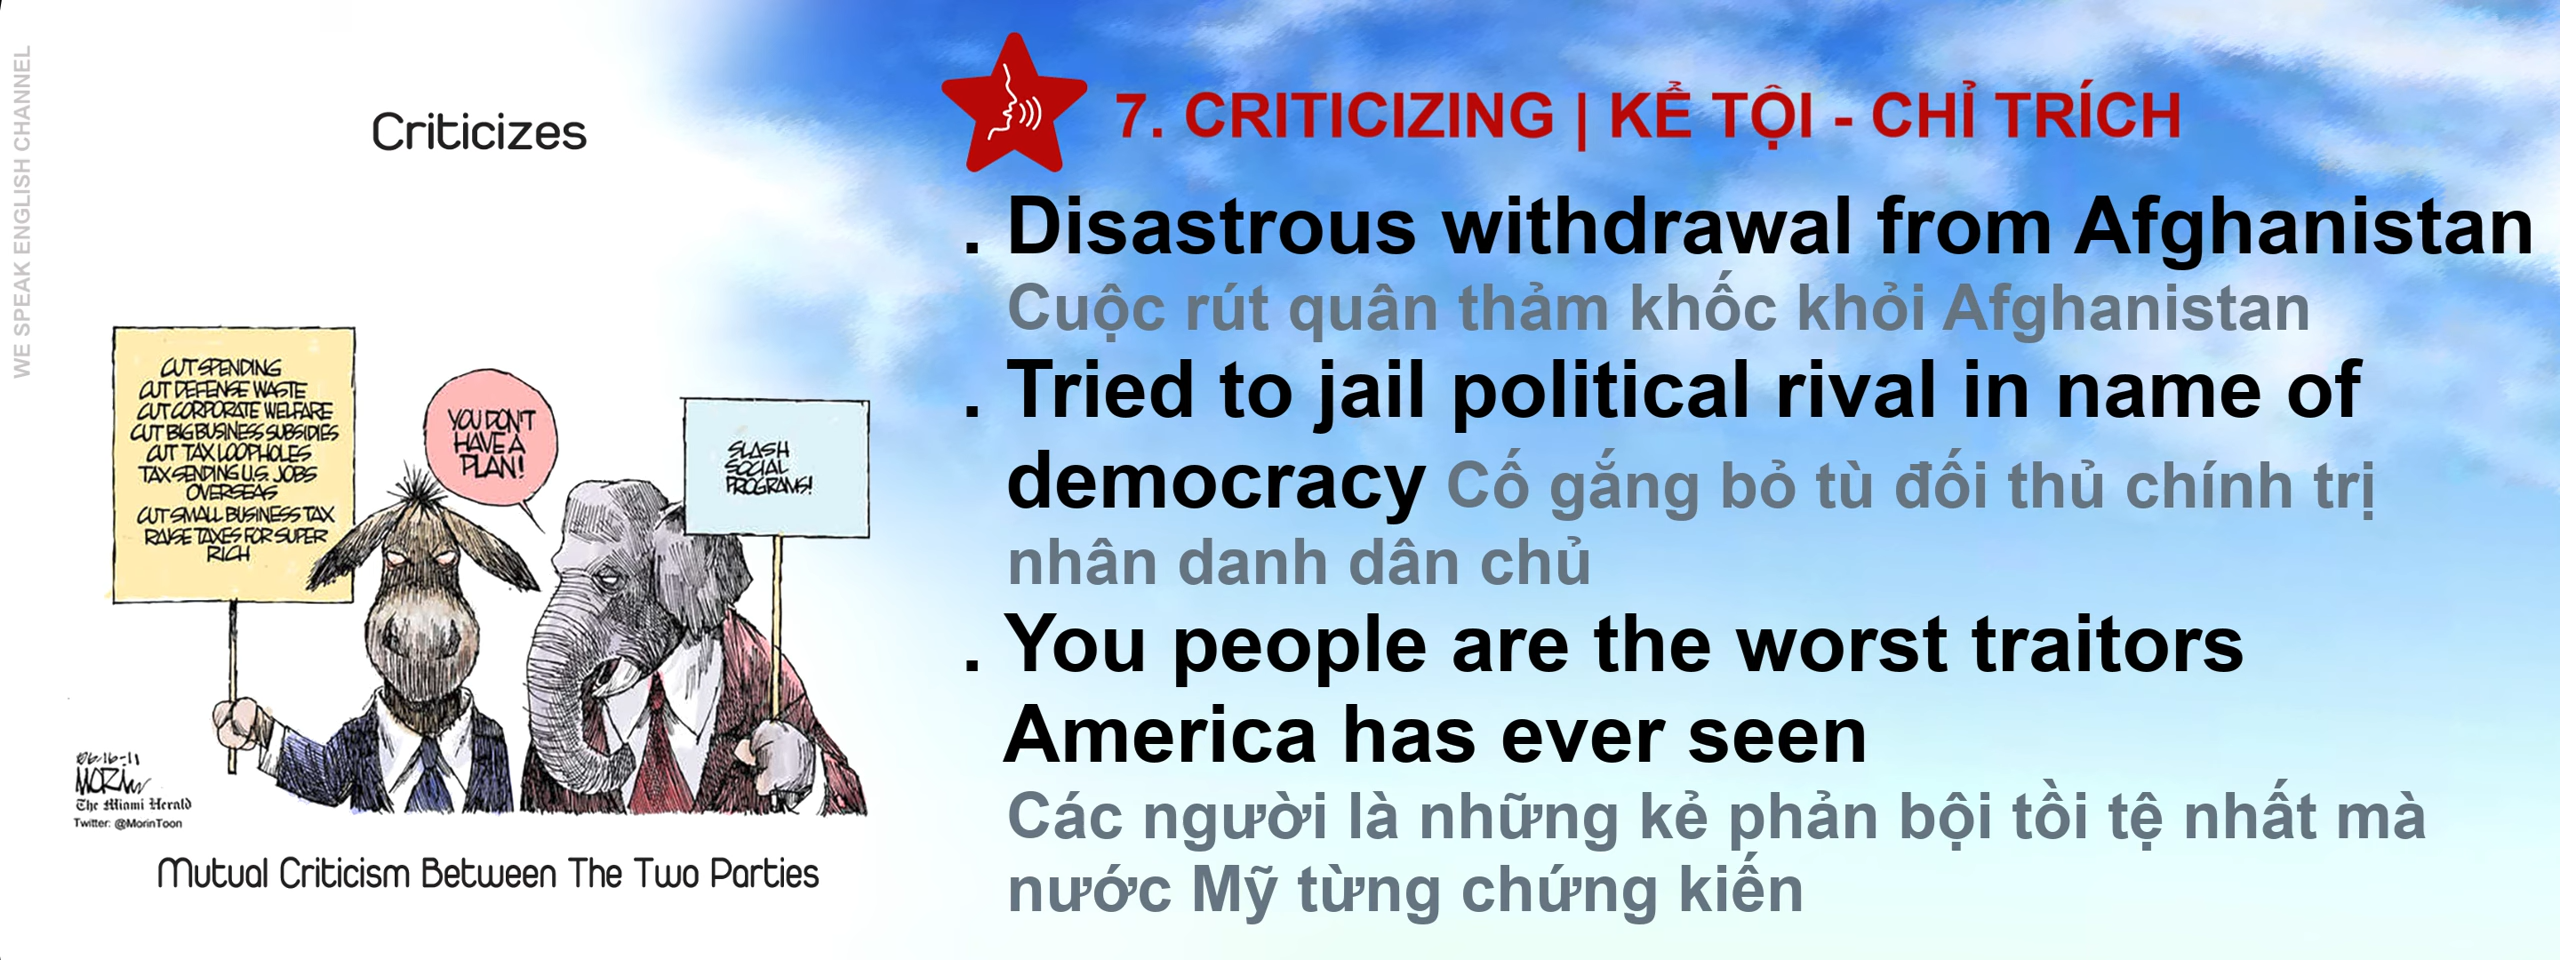 WE SPEAK ENGLISH CHANNEL
Criticizes
CUT SPENDING
CUT DEFENSE WASTE
CUT CORPORATE WELFARE
CUT BIG BUSINESS SUBSIDIES
CUT TAX LOOPHOLES
TAX SENDING U.S. JOBS
OVERSEAS
CUT SMALL BUSINESS TAX
RAISE TAXES FOR SUPER
RICH
YOU DON'T
HAVE A
PLAN!
SLASH
SOCIAL
PROGRAMS!
06-16-11
MORIN
The Miami Herald
Twitter: @MorinToon
Mutual Criticism Between The Two Parties
7. CRITICIZING | KỂ TỘI - CHỈ TRÍCH
. Disastrous withdrawal from Afghanistan
Cuộc rút quân thảm khốc khỏi Afghanistan
. Tried to jail political rival in name of
democracy Cố gắng bỏ tù đối thủ chính trị
nhân danh dân chủ
. You people are the worst traitors
America has ever seen
Các người là những kẻ phản bội tồi tệ nhất mà
nước Mỹ từng chứng kiến